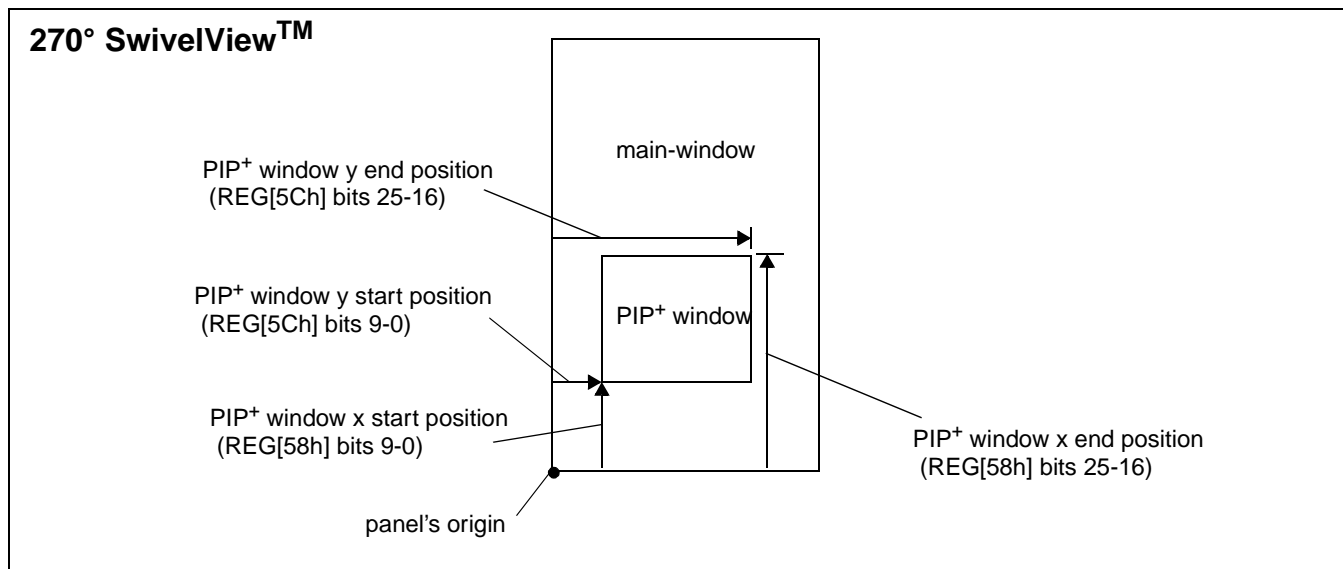 270° SwivelView™
main-window
PIP+ window y end position
(REG[5Ch] bits 25-16)
PIP+ window y start position
(REG[5Ch] bits 9-0)
PIP+ window
PIP+ window x start position
(REG[58h] bits 9-0)
PIP+ window x end position
(REG[58h] bits 25-16)
panel’s origin